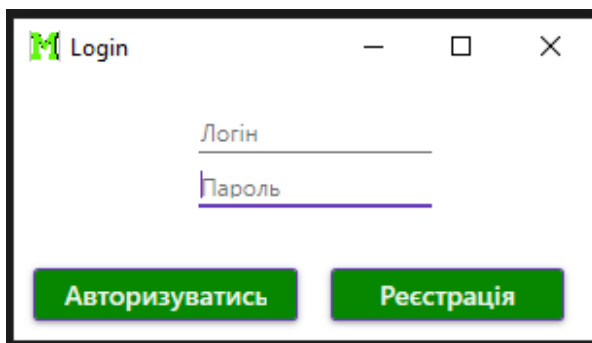 Login
Логін
Пароль
Авторизуватись Реєстрація